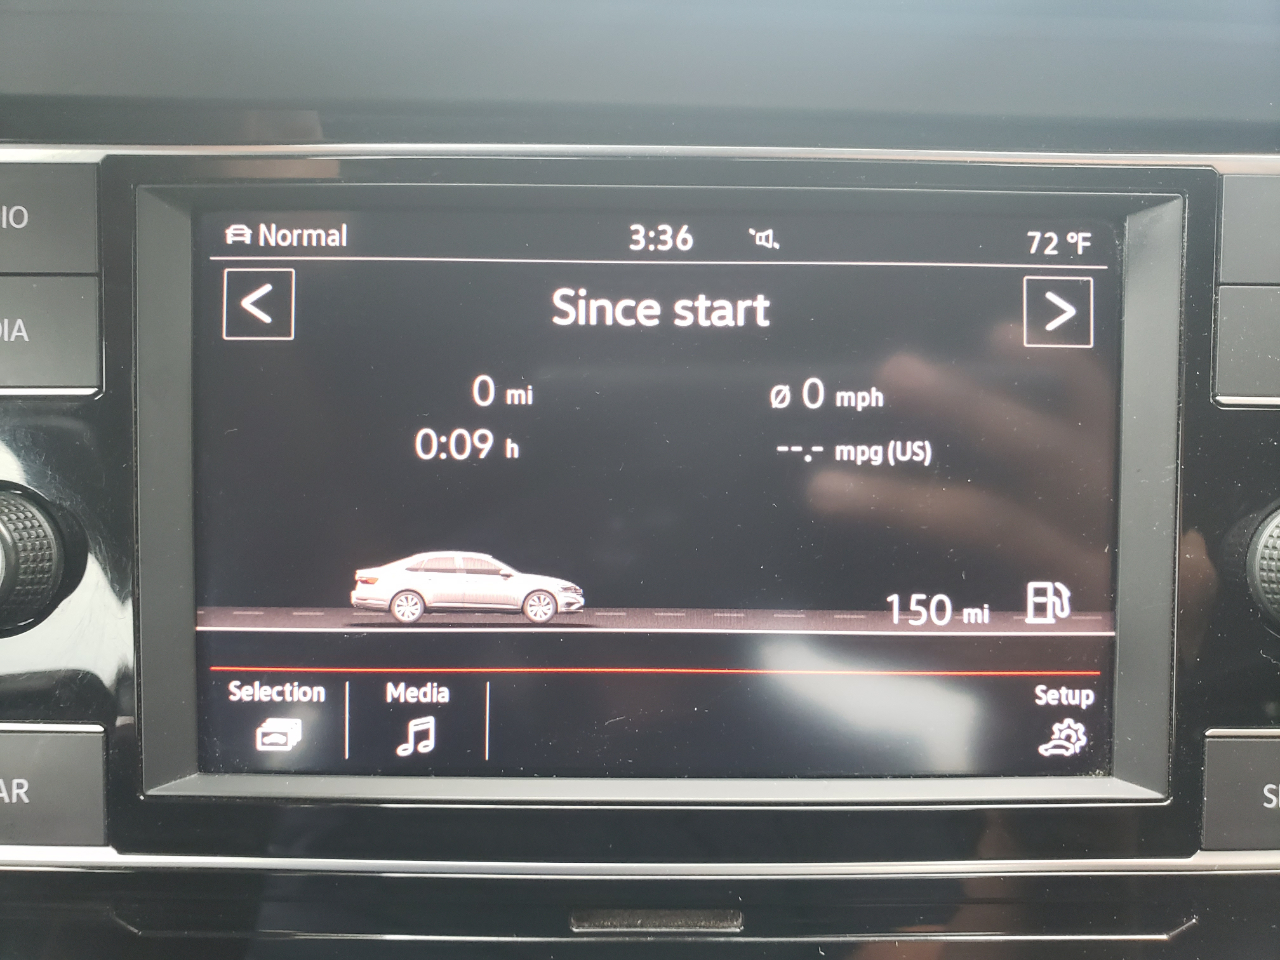 Normal 3:36 72 °F
< Since start >
0 mi ø 0 mph
0:09 h --.- mpg (US)
150 mi
Selection Media Setup
IO
DIA
AR